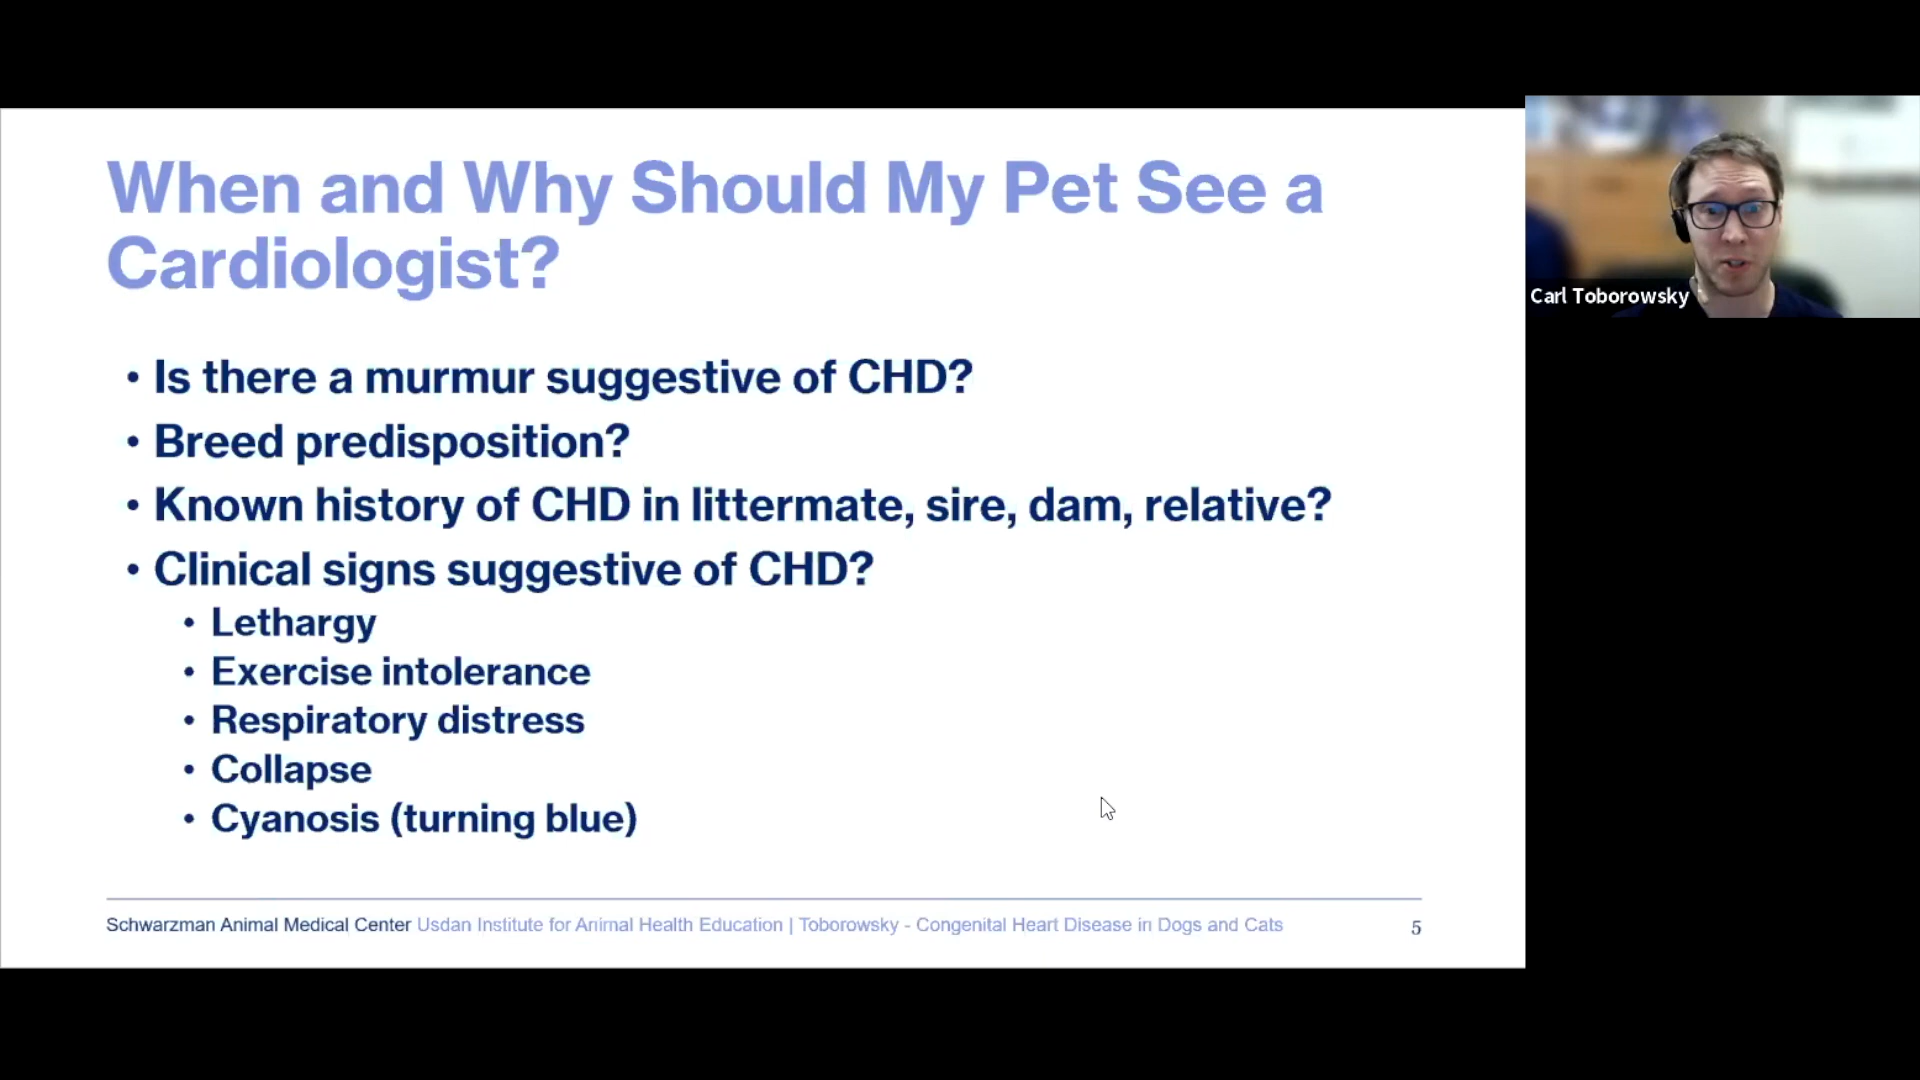 When and Why Should My Pet See a
Cardiologist?
• Is there a murmur suggestive of CHD?
• Breed predisposition?
• Known history of CHD in littermate, sire, dam, relative?
• Clinical signs suggestive of CHD?
• Lethargy
• Exercise intolerance
• Respiratory distress
• Collapse
• Cyanosis (turning blue)
Schwarzman Animal Medical Center Usdan Institute for Animal Health Education | Toborowsky - Congenital Heart Disease in Dogs and Cats
5
Carl Toborowsky